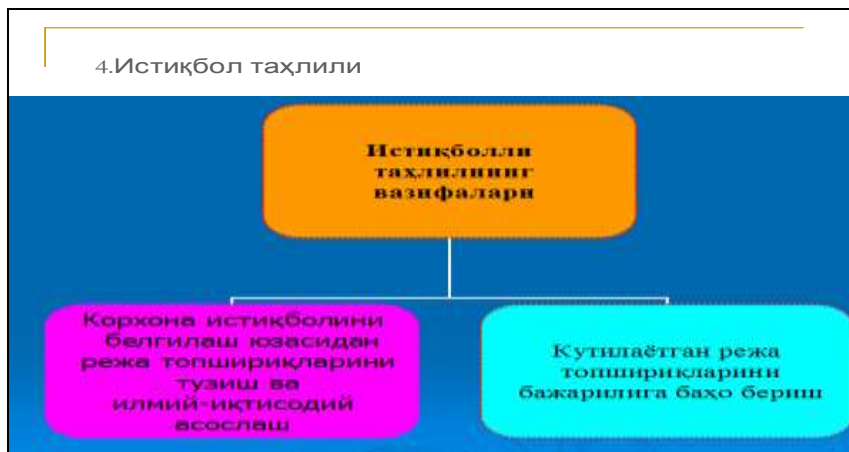 4.Истиқбол таҳлили
Истиқболли
таҳлилининг
вазифалари
Корхона истиқболини
белгилаш юзасидан
режа топшириқларини
тузиш ва
илмий-иқтисодий
асослаш
Кутилаётган режа
топшириқларини
бажарилига баҳо бериш